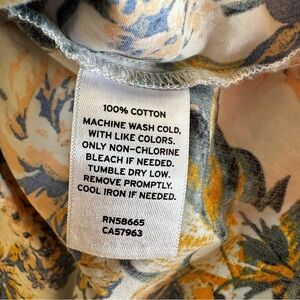 100% COTTON
MACHINE WASH COLD,
WITH LIKE COLORS.
ONLY NON-CHLORINE
BLEACH IF NEEDED.
TUMBLE DRY LOW.
REMOVE PROMPTLY.
COOL IRON IF NEEDED.
RN58665
CA57963